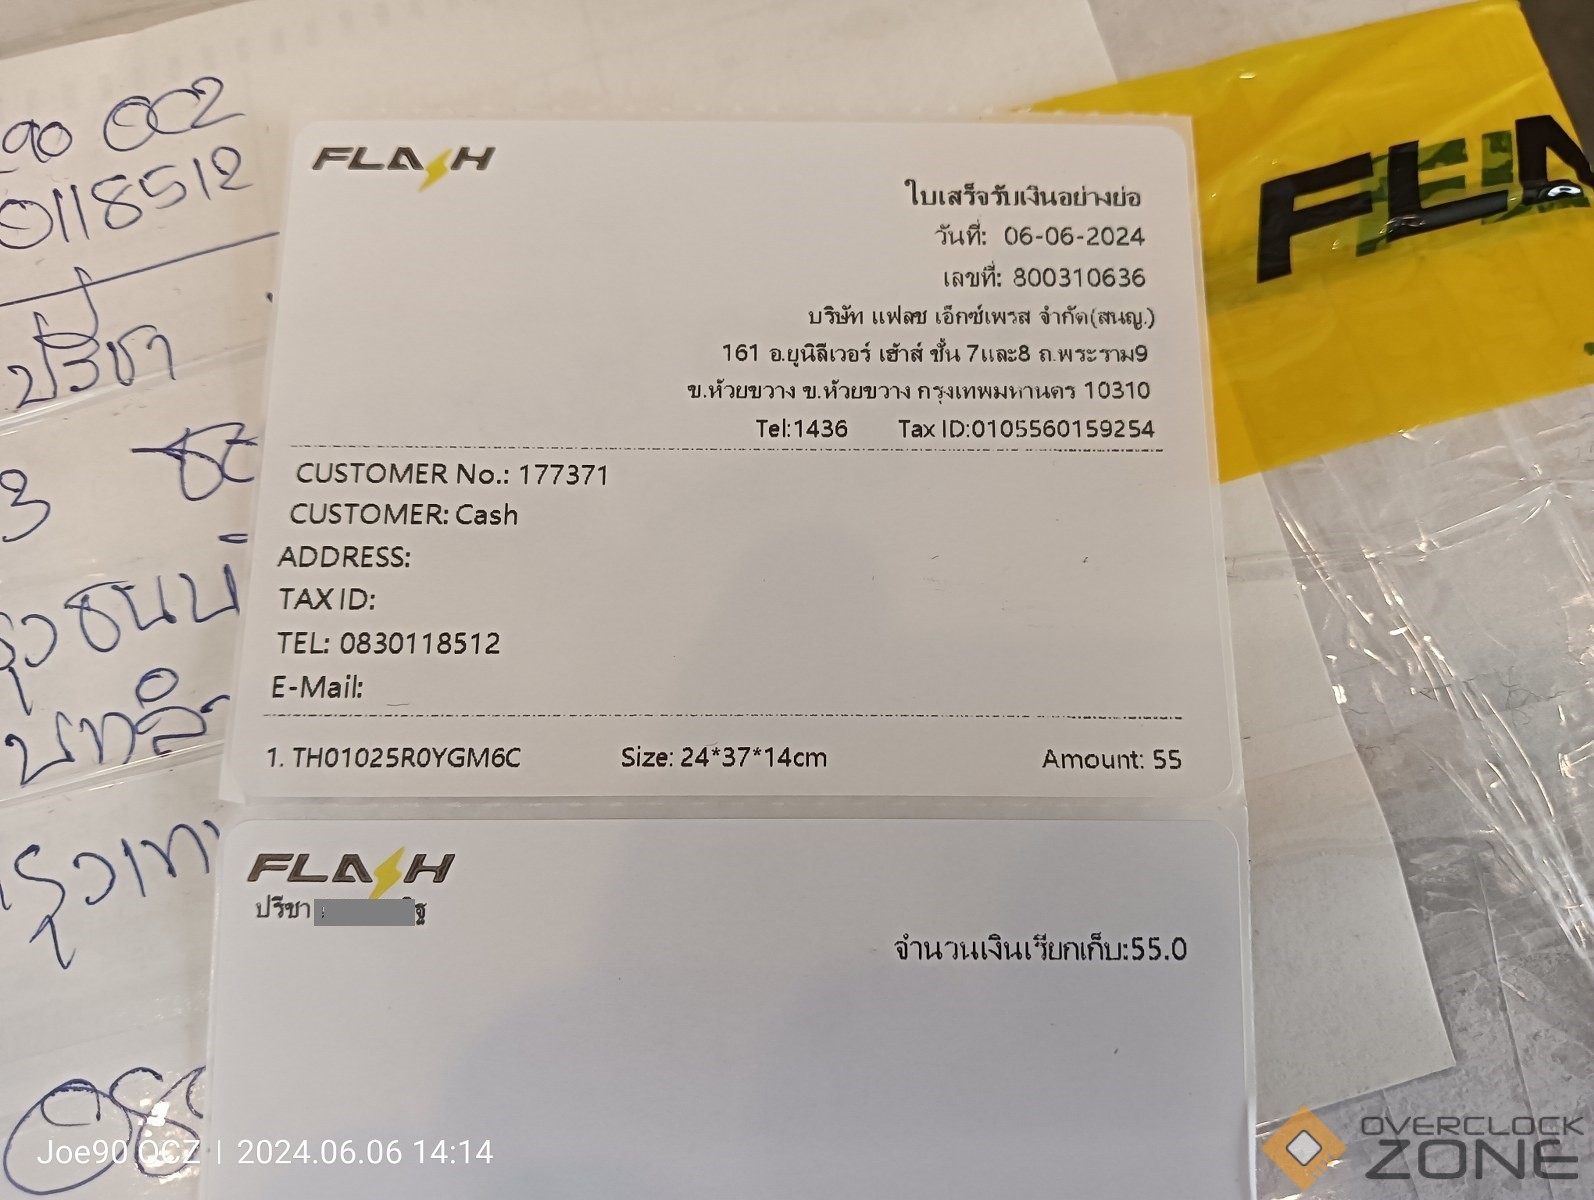 90 OCZ
0118512
ปรีชา
3
FLASH
ใบเสร็จรับเงินอย่างย่อ
วันที่: 06-06-2024
เลขที่: 800310636
บริษัท แฟลช เอ็กซ์เพรส จำกัด(สนญ.)
161 อ.ยูนิลีเวอร์ เฮ้าส์ ชั้น 7และ8 ถ.พระราม9
ข.ห้วยขวาง ข.ห้วยขวาง กรุงเทพมหานคร 10310
Tel:1436 Tax ID:0105560159254
CUSTOMER No.: 177371
CUSTOMER: Cash
ADDRESS:
TAX ID:
TEL: 0830118512
E-Mail:
1. TH01025R0YGM6C Size: 24*37*14cm Amount: 55
FLASH
ปรีชา
จำนวนเงินเรียกเก็บ:55.0
08
Joe90 OCZ | 2024.06.06 14:14
OVERCLOCK
ZONE